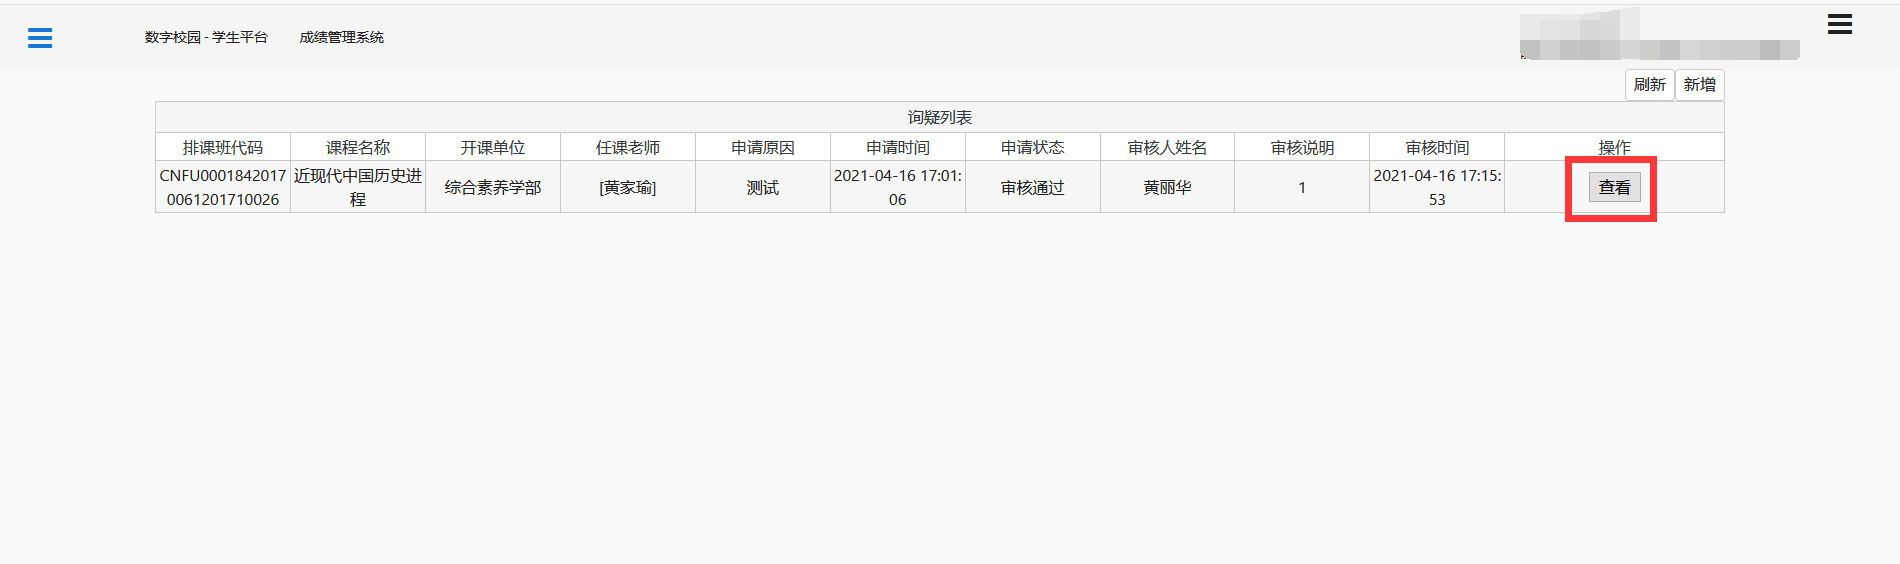 数字校园 - 学生平台 成绩管理系统
刷新 新增
询疑列表
排课班代码 课程名称 开课单位 任课老师 申请原因 申请时间 申请状态 审核人姓名 审核说明 审核时间 操作
CNFU0001842017 近现代中国历史进 综合素养学部 [黄家瑜] 测试 2021-04-16 17:01: 审核通过 黄丽华 1 2021-04-16 17:15: 查看
0061201710026 程 06 53